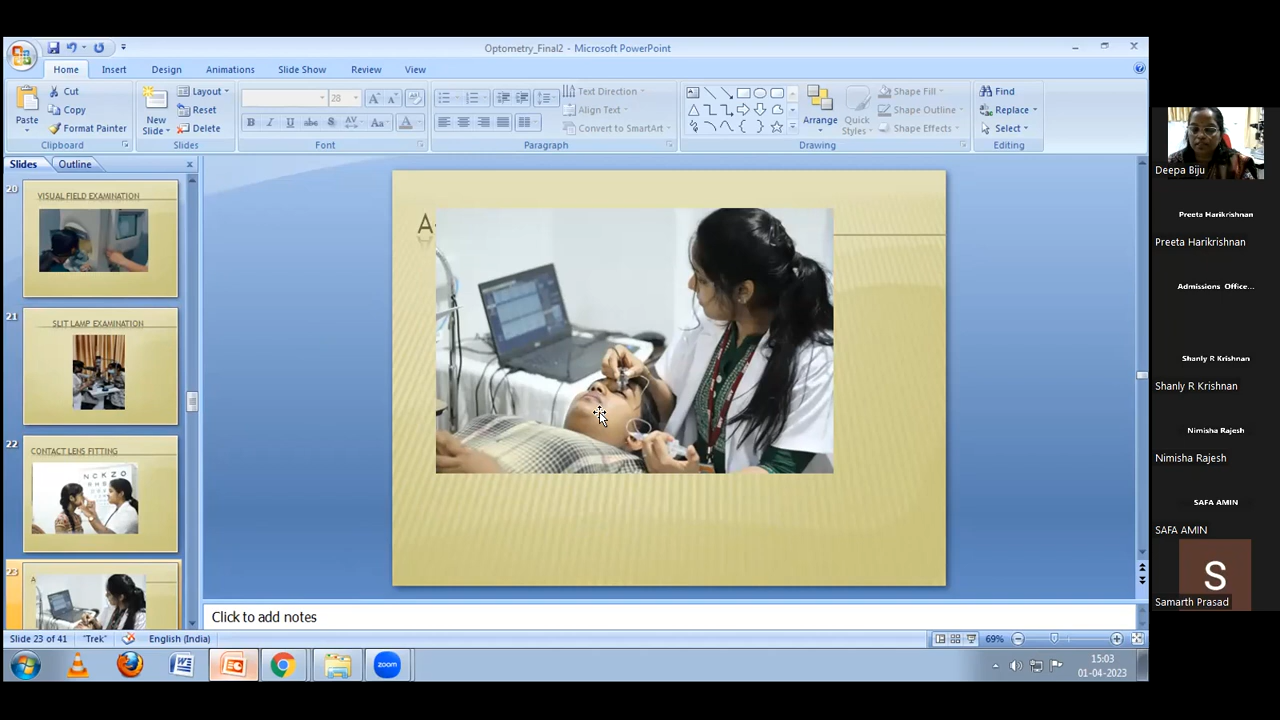 Optometry_Final2 - Microsoft PowerPoint
Home Insert Design Animations Slide Show Review View
Paste
Cut
Copy
Format Painter
Clipboard
New Slide
Layout
Reset
Delete
Slides
28
B I U abc S AV Aa A
Font
Text Direction
Align Text
Convert to SmartArt
Paragraph
Arrange
Quick Styles
Shape Fill
Shape Outline
Shape Effects
Drawing
Find
Replace
Select
Editing
Slides Outline
20
VISUAL FIELD EXAMINATION
21
SLIT LAMP EXAMINATION
22
CONTACT LENS FITTING
N C K Z O
23
A
A
Click to add notes
Slide 23 of 41 "Trek" English (India) 69%
zoom
15:03
01-04-2023
Deepa Biju
Preeta Harikrishnan
Preeta Harikrishnan
Admissions Office...
Shanly R Krishnan
Shanly R Krishnan
Nimisha Rajesh
Nimisha Rajesh
SAFA AMIN
SAFA AMIN
S
Samarth Prasad